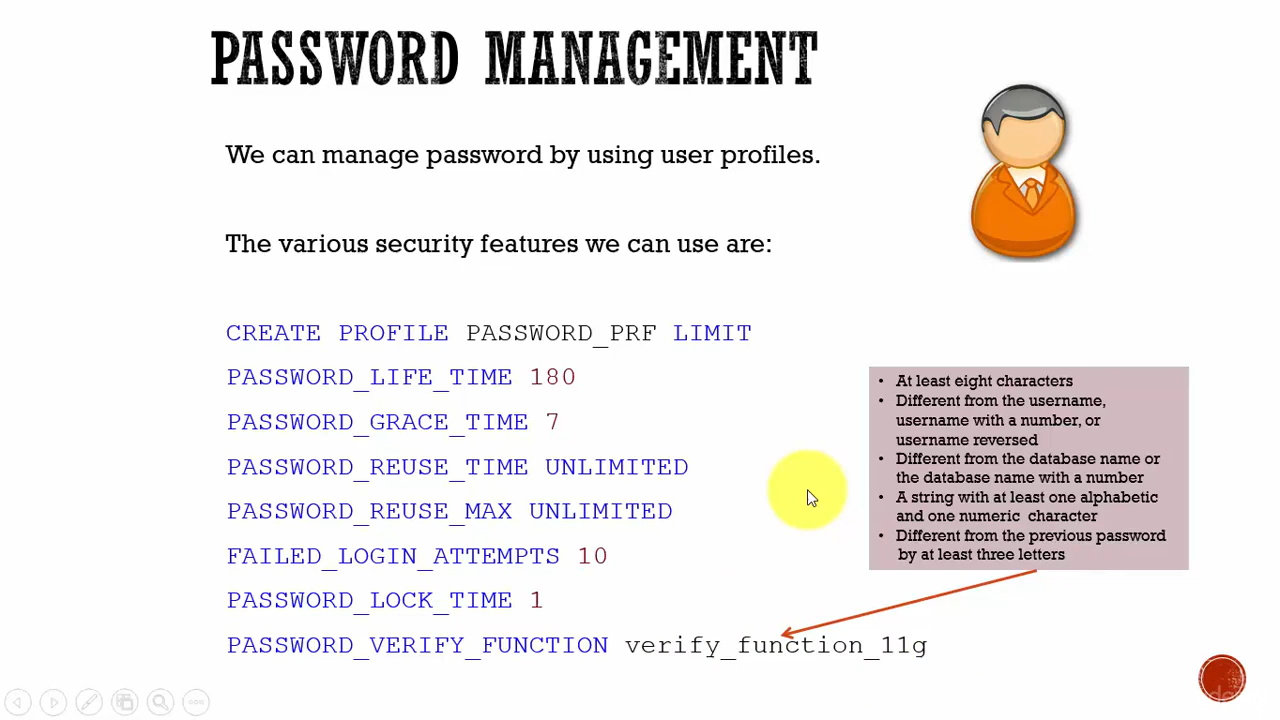 PASSWORD MANAGEMENT
We can manage password by using user profiles.
The various security features we can use are:
CREATE PROFILE PASSWORD_PRF LIMIT
PASSWORD_LIFE_TIME 180
PASSWORD_GRACE_TIME 7
PASSWORD_REUSE_TIME UNLIMITED
PASSWORD_REUSE_MAX UNLIMITED
FAILED_LOGIN_ATTEMPTS 10
PASSWORD_LOCK_TIME 1
PASSWORD_VERIFY_FUNCTION verify_function_11g
• At least eight characters
• Different from the username,
username with a number, or
username reversed
• Different from the database name or
the database name with a number
• A string with at least one alphabetic
and one numeric character
• Different from the previous password
by at least three letters